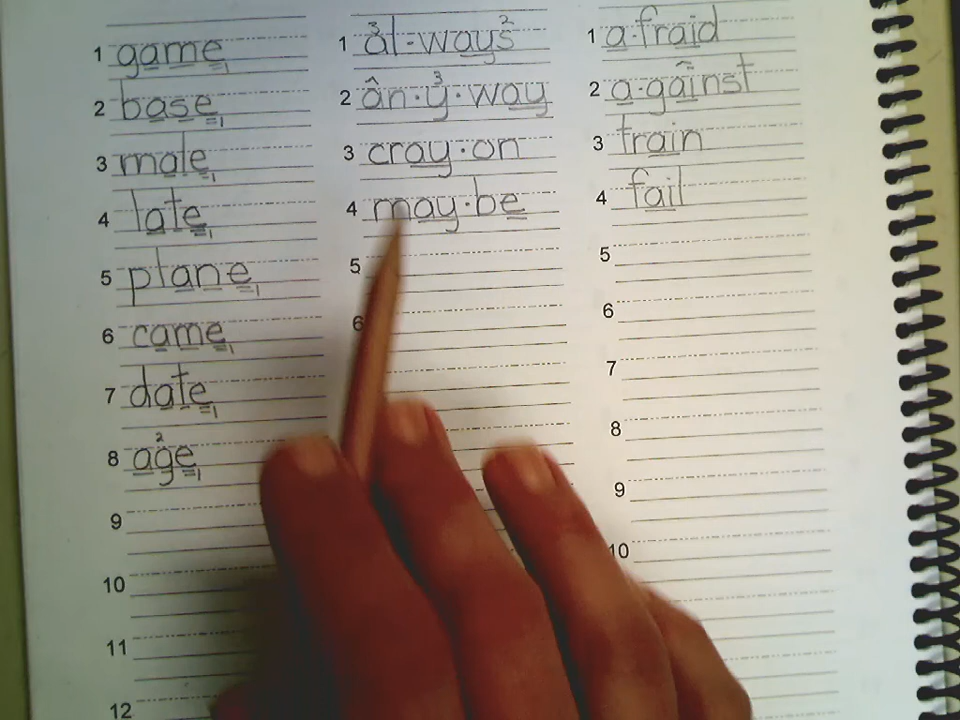 1 game
2 base
3 male
4 late
5 plane
6 came
7 date
8 age
9
10
11
12
1 al·ways
2 ân·y·way
3 cray·on
4 may·be
5
6
1 a·fraid
2 a·gainst
3 train
4 fail
5
6
7
8
9
10